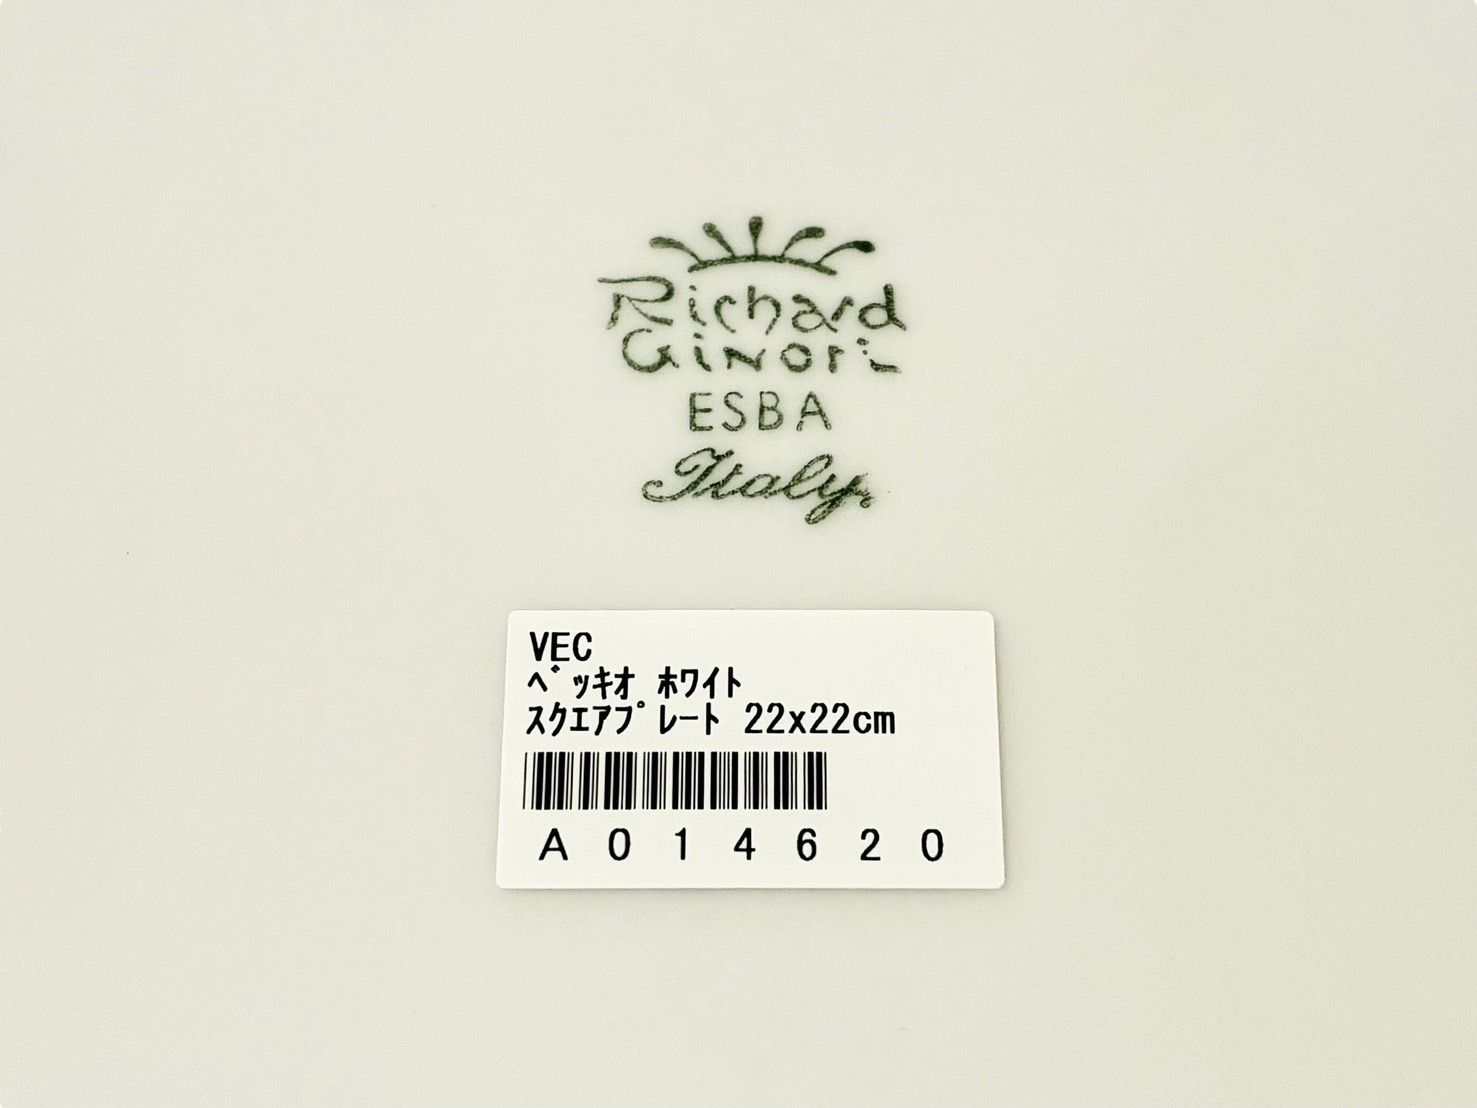 Richard
Ginori
ESBA
Italy.
VEC
ﾍﾞｯｷｵ ﾎﾜｲﾄ
ｽｸｴｱﾌﾟﾚｰﾄ 22x22cm
A014620